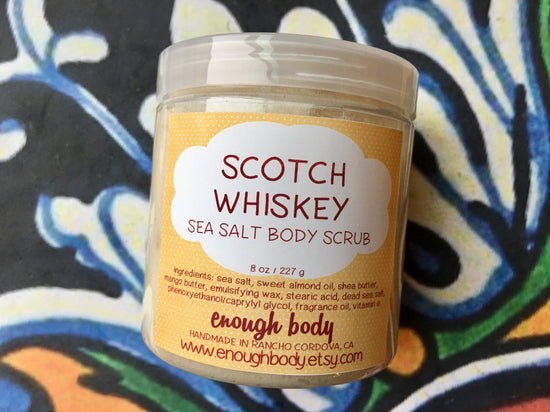 SCOTCH
WHISKEY
SEA SALT BODY SCRUB
8 oz / 227 g
Ingredients: sea salt, sweet almond oil, shea butter,
mango butter, emulsifying wax, stearic acid, dead sea salt,
phenoxyethanol/caprylyl glycol, fragrance oil, vitamin e
enough body
HANDMADE IN RANCHO CORDOVA, CA
www.enoughbody.etsy.com